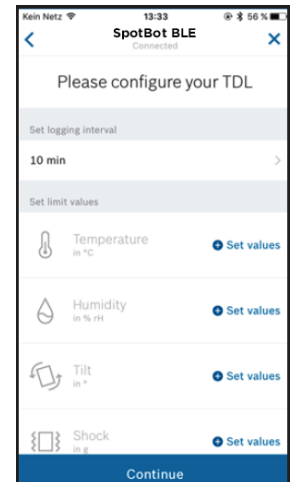 Kein Netz 13:33 56 %
SpotBot BLE
Connected
Please configure your TDL
Set logging interval
10 min
Set limit values
Temperature
in °C
Set values
Humidity
in % rH
Set values
Tilt
in °
Set values
Shock
in g
Set values
Continue